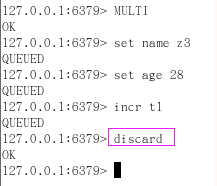 127.0.0.1:6379> MULTI
OK
127.0.0.1:6379> set name z3
QUEUED
127.0.0.1:6379> set age 28
QUEUED
127.0.0.1:6379> incr t1
QUEUED
127.0.0.1:6379> discard
OK
127.0.0.1:6379>